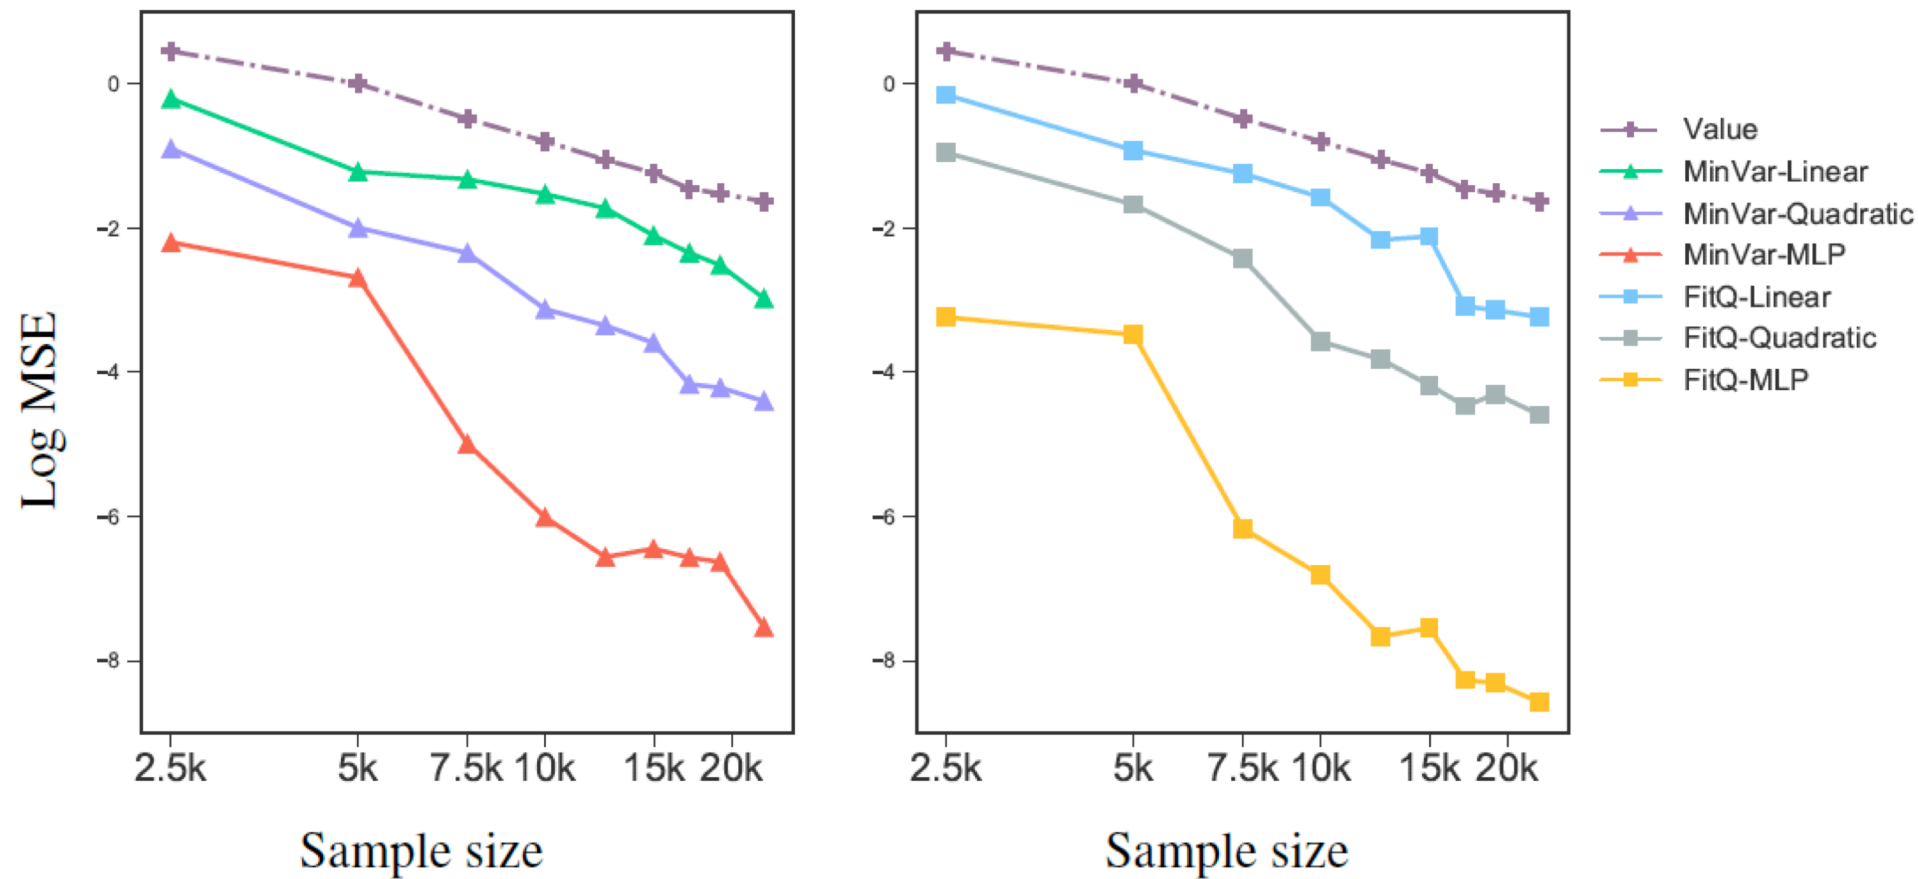 Log MSE
0
−2
−4
−6
−8
2.5k 5k 7.5k 10k 15k 20k
Sample size
0
−2
−4
−6
−8
2.5k 5k 7.5k 10k 15k 20k
Sample size
Value
MinVar-Linear
MinVar-Quadratic
MinVar-MLP
FitQ-Linear
FitQ-Quadratic
FitQ-MLP